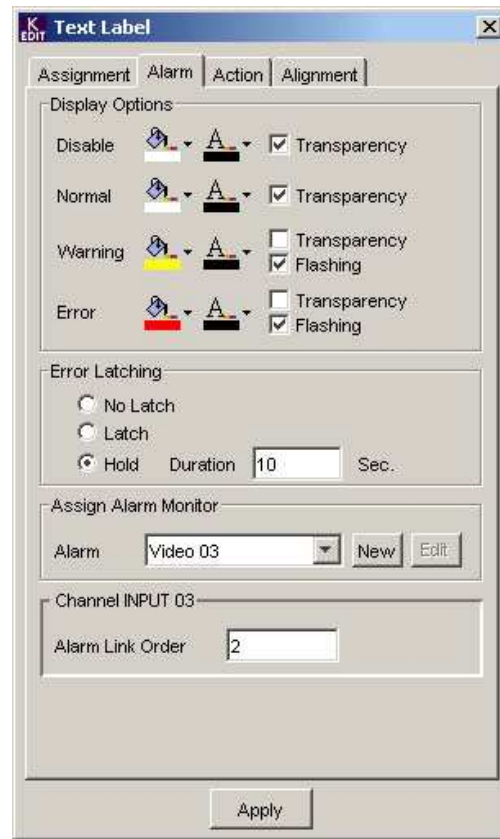 K EDIT Text Label
Assignment Alarm Action Alignment
Display Options
Disable A Transparency
Normal A Transparency
Warning A Transparency
Flashing
Error A Transparency
Flashing
Error Latching
No Latch
Latch
Hold Duration 10 Sec.
Assign Alarm Monitor
Alarm Video 03 New Edit
Channel INPUT 03
Alarm Link Order 2
Apply